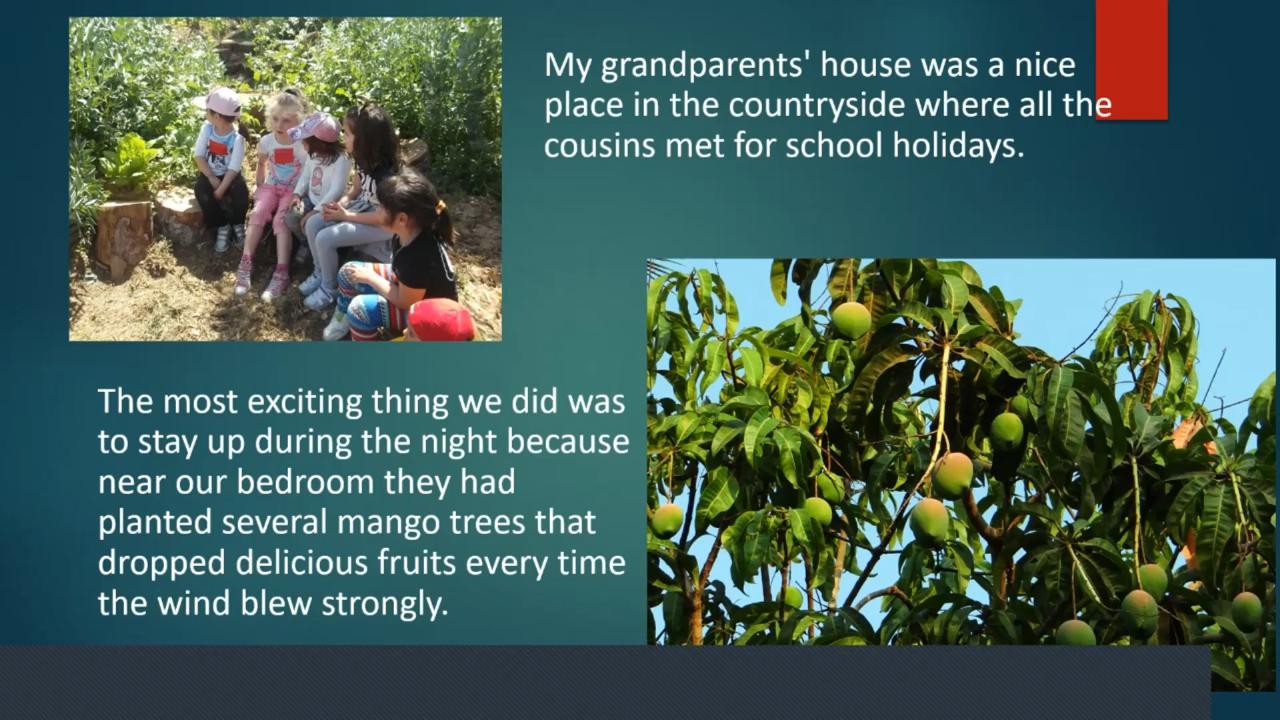 My grandparents' house was a nice
place in the countryside where all the
cousins met for school holidays.
The most exciting thing we did was
to stay up during the night because
near our bedroom they had
planted several mango trees that
dropped delicious fruits every time
the wind blew strongly.